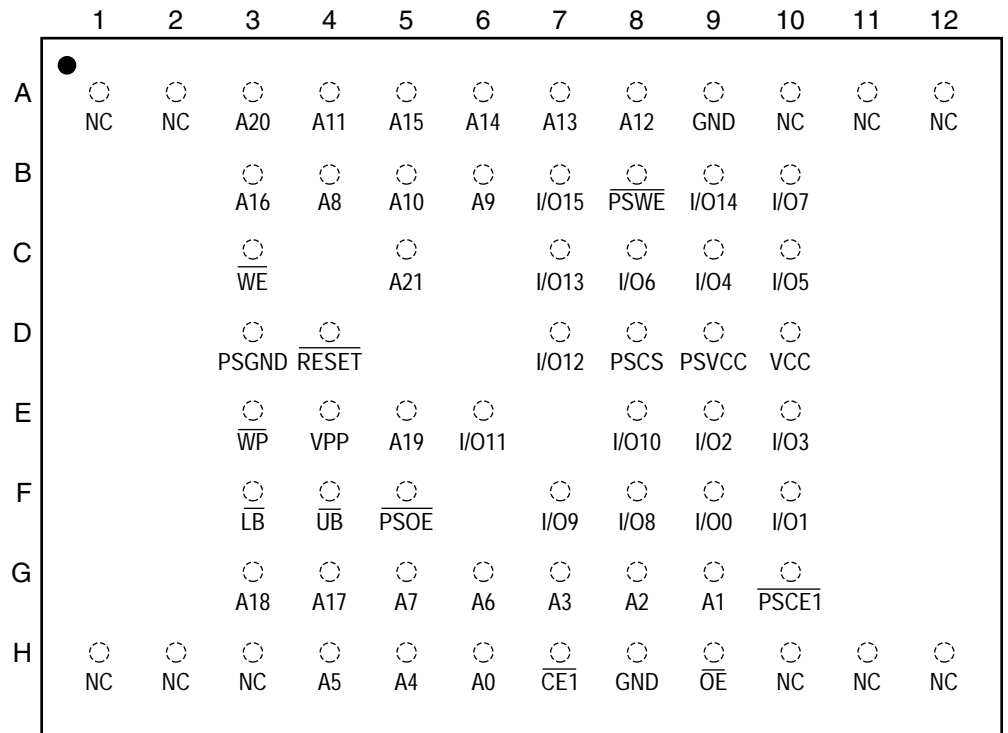 1 2 3 4 5 6 7 8 9 10 11 12
A
NC NC A20 A11 A15 A14 A13 A12 GND NC NC NC
B
A16 A8 A10 A9 I/O15 PSWE I/O14 I/O7
C
WE A21 I/O13 I/O6 I/O4 I/O5
D
PSGND RESET I/O12 PSCS PSVCC VCC
E
WP VPP A19 I/O11 I/O10 I/O2 I/O3
F
LB UB PSOE I/O9 I/O8 I/O0 I/O1
G
A18 A17 A7 A6 A3 A2 A1 PSCE1
H
NC NC NC A5 A4 A0 CE1 GND OE NC NC NC